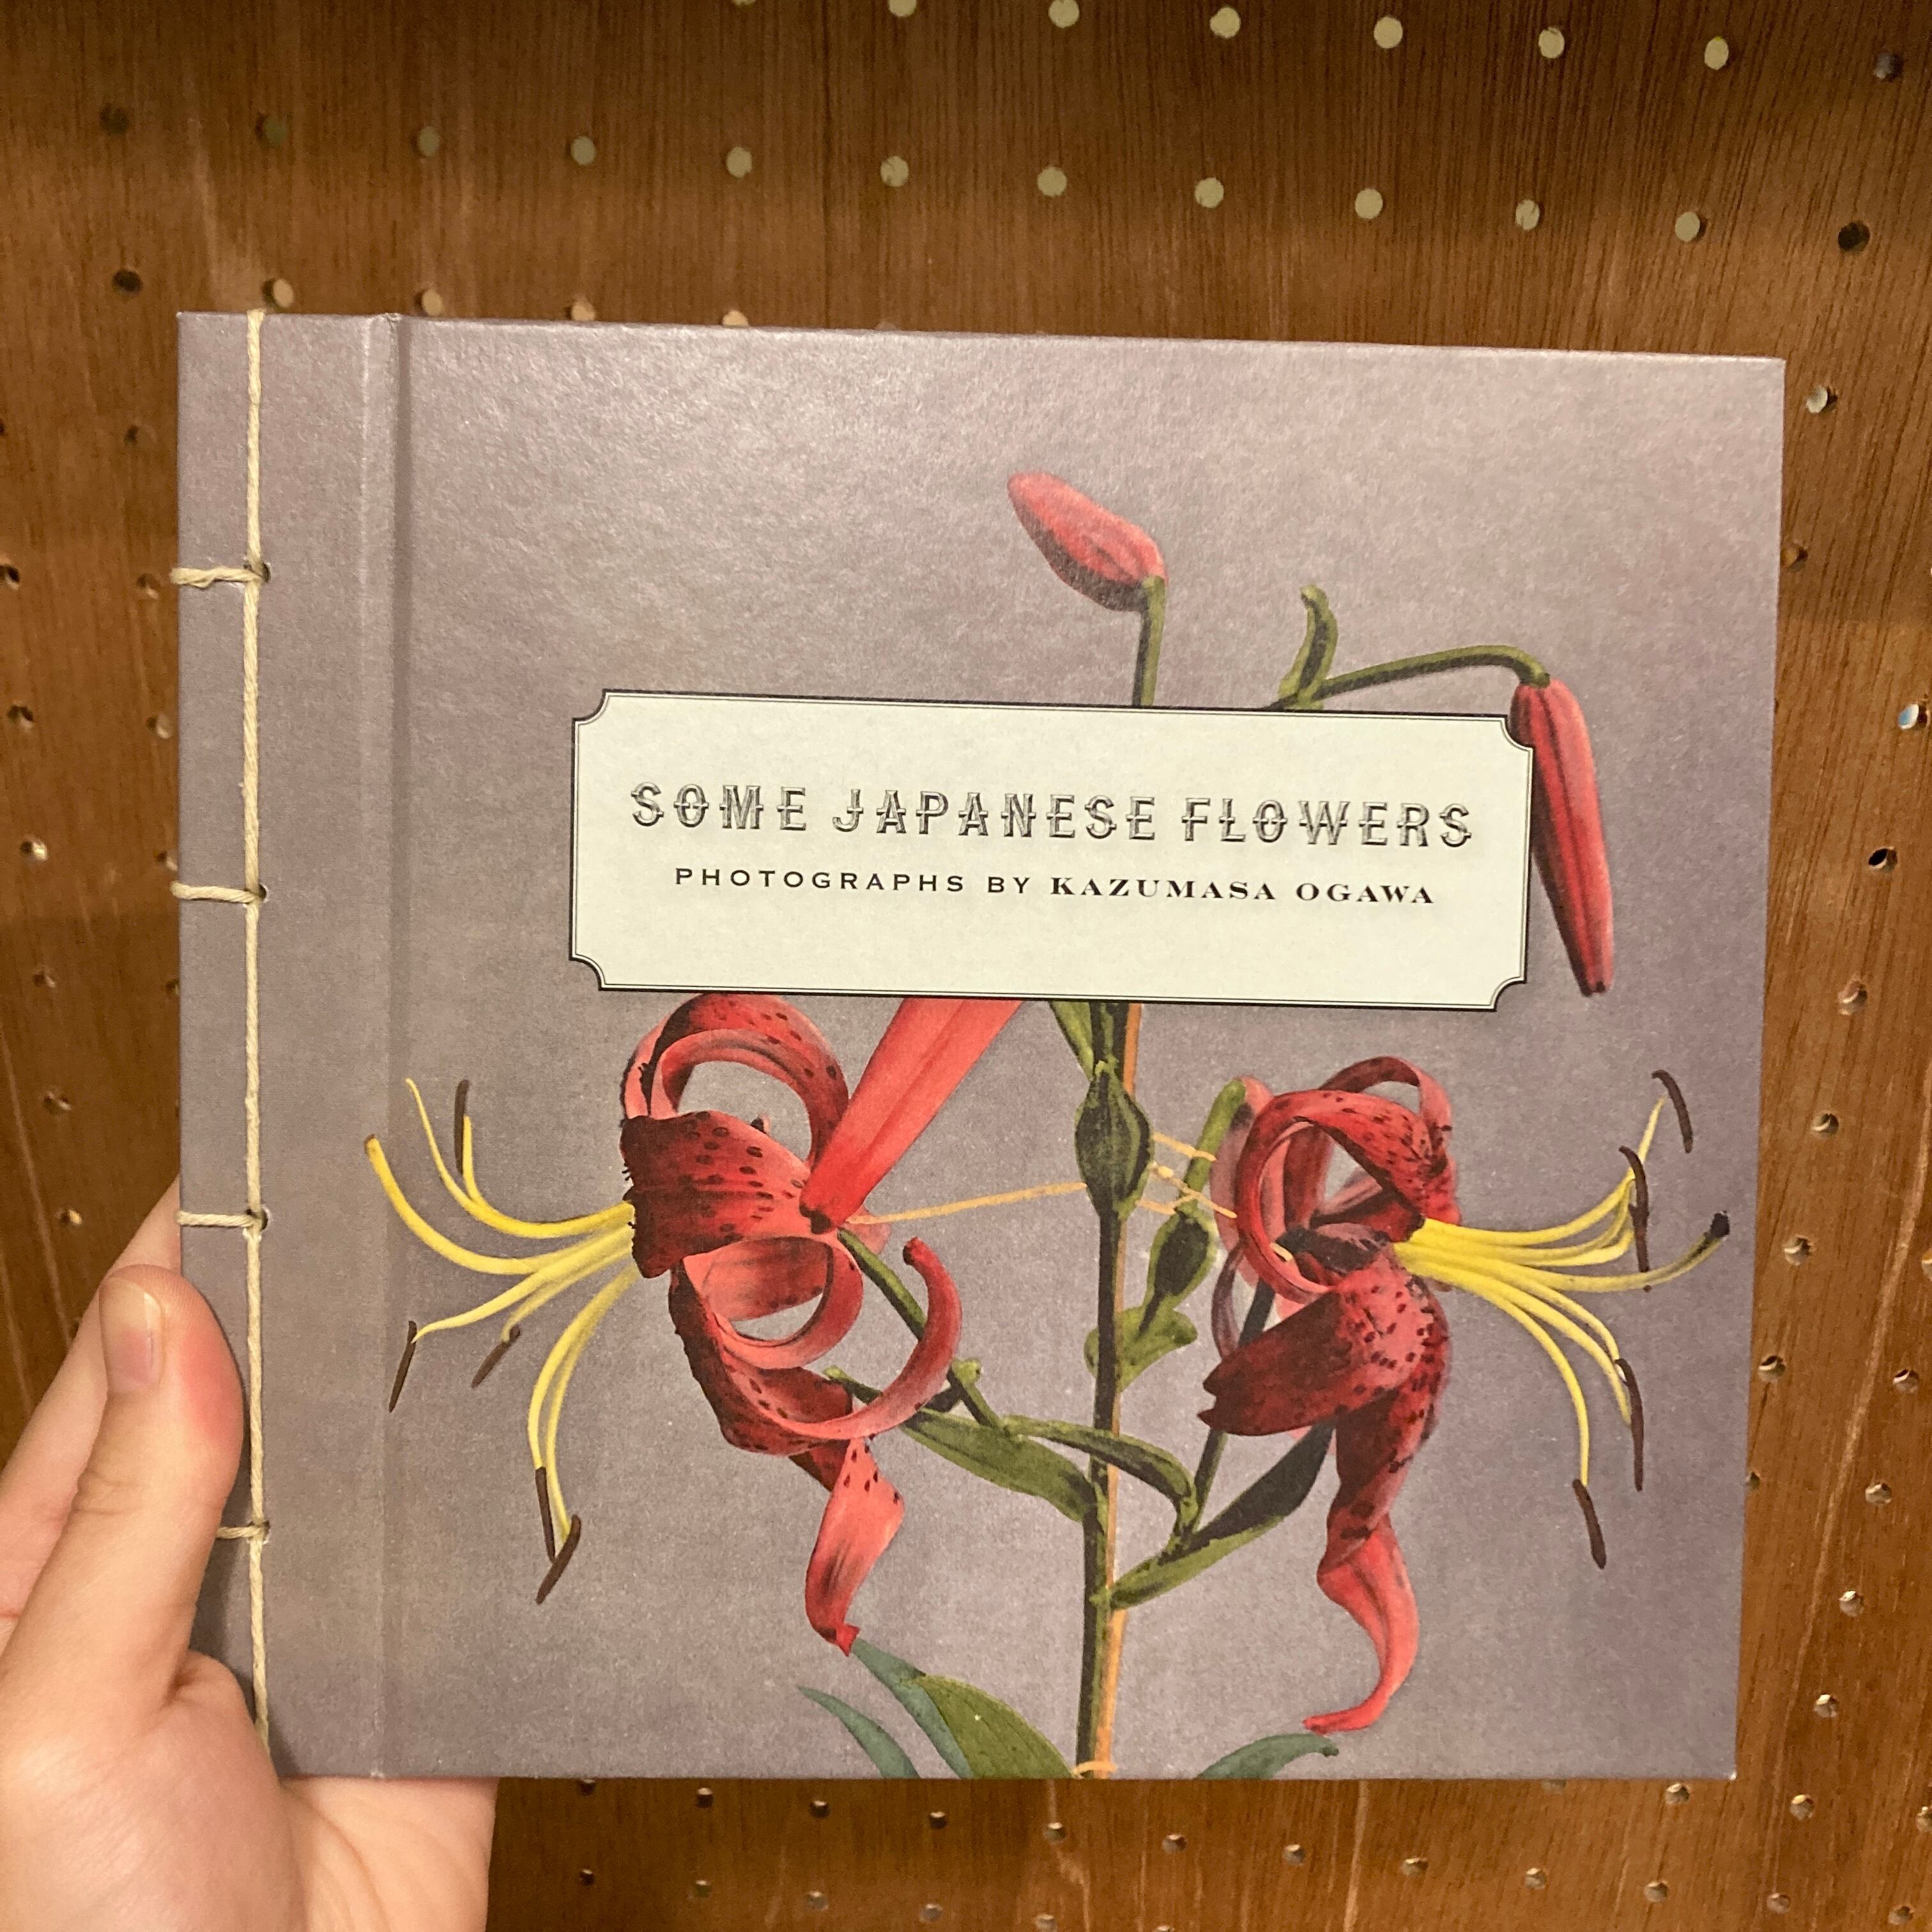 SOME JAPANESE FLOWERS
PHOTOGRAPHS BY KAZUMASA OGAWA